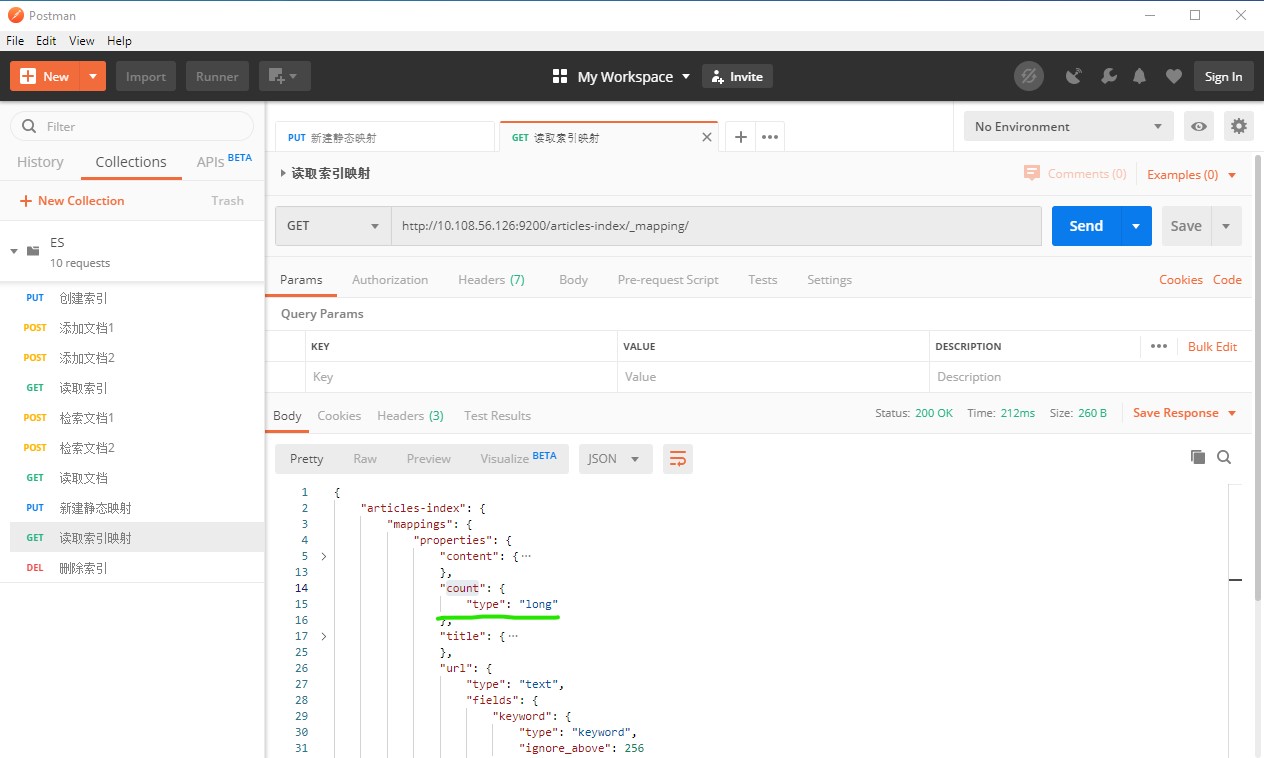 Postman
File Edit View Help
New Import Runner My Workspace Invite Sign In
Filter
History Collections APIs BETA
New Collection Trash
ES
10 requests
PUT 创建索引
POST 添加文档1
POST 添加文档2
GET 读取索引
POST 检索文档1
POST 检索文档2
GET 读取文档
PUT 新建静态映射
GET 读取索引映射
DEL 删除索引
PUT 新建静态映射 GET 读取索引映射 No Environment
读取索引映射 Comments (0) Examples (0)
GET http://10.108.56.126:9200/articles-index/_mapping/ Send Save
Params Authorization Headers (7) Body Pre-request Script Tests Settings Cookies Code
Query Params
KEY VALUE DESCRIPTION Bulk Edit
Key Value Description
Body Cookies Headers (3) Test Results Status: 200 OK Time: 212ms Size: 260 B Save Response
Pretty Raw Preview Visualize BETA JSON
1 {
2 "articles-index": {
3 "mappings": {
4 "properties": {
5 "content": {···
13 },
14 "count": {
15 "type": "long"
16 },
17 "title": {···
25 },
26 "url": {
27 "type": "text",
28 "fields": {
29 "keyword": {
30 "type": "keyword",
31 "ignore_above": 256